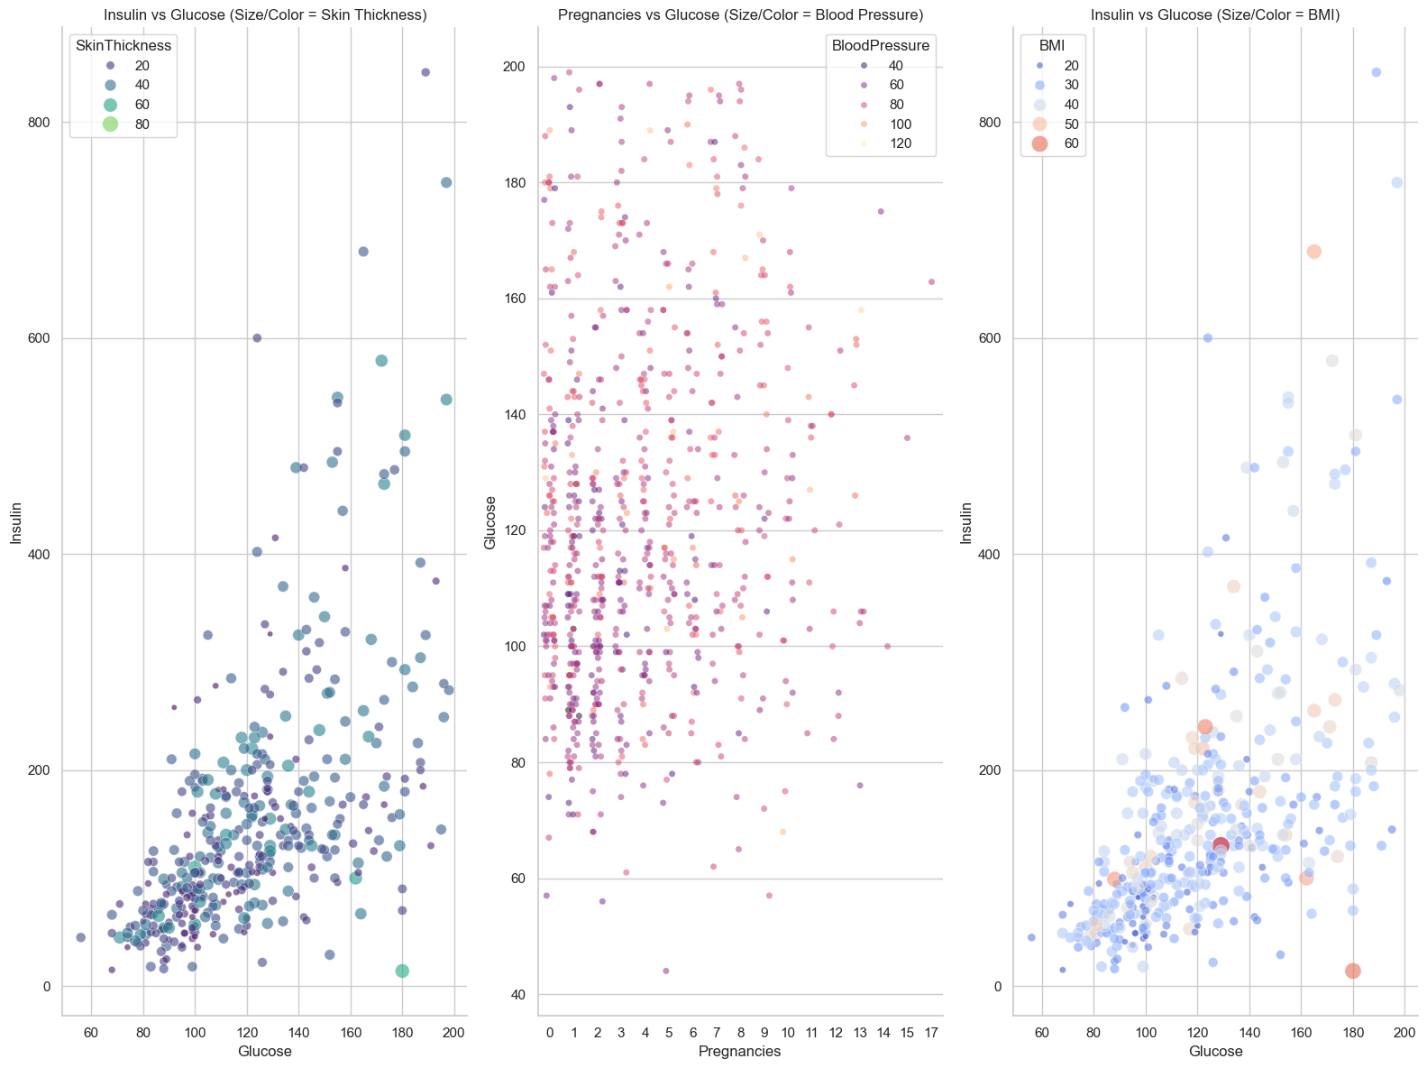 Insulin vs Glucose (Size/Color = Skin Thickness)
SkinThickness
20
40
60
80
800
600
400
200
0
Insulin
60 80 100 120 140 160 180 200
Glucose
Pregnancies vs Glucose (Size/Color = Blood Pressure)
BloodPressure
40
60
80
100
120
200
180
160
140
120
100
80
60
40
Glucose
0 1 2 3 4 5 6 7 8 9 10 11 12 13 14 15 17
Pregnancies
Insulin vs Glucose (Size/Color = BMI)
BMI
20
30
40
50
60
800
600
400
200
0
Insulin
60 80 100 120 140 160 180 200
Glucose